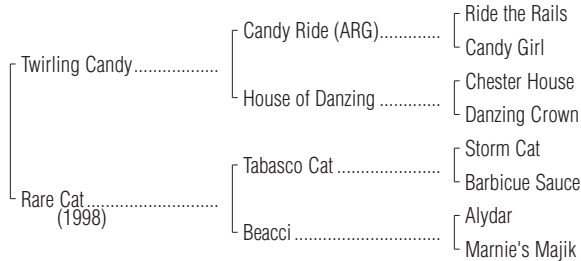 Ride the Rails
Candy Ride (ARG).............
Candy Girl
Twirling Candy..................
Chester House
House of Danzing .............
Danzing Crown
Storm Cat
Tabasco Cat ......................
Barbicue Sauce
Rare Cat............................
(1998)
Alydar
Beacci ...............................
Marnie's Majik